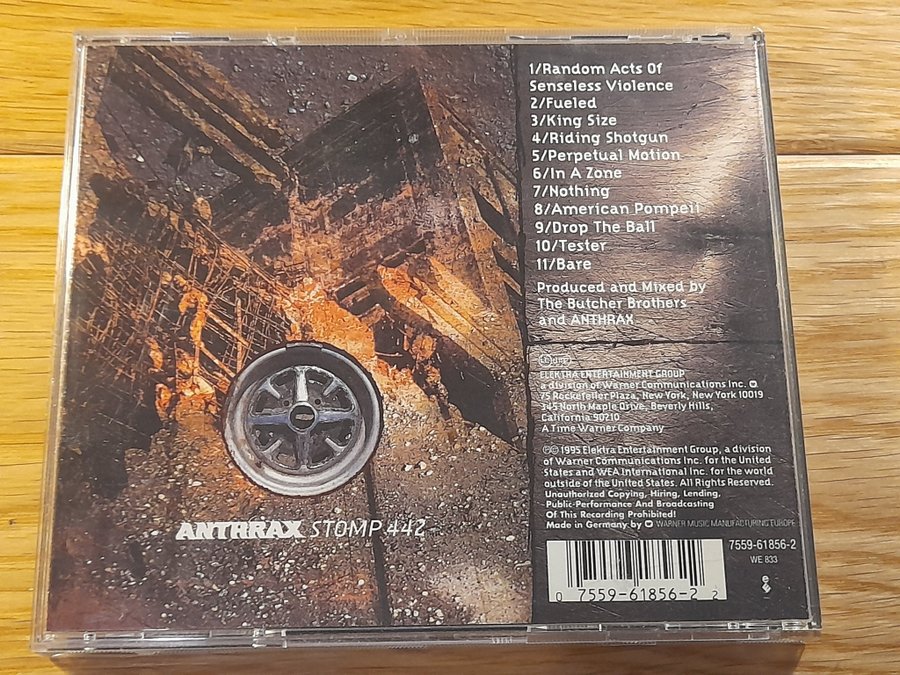 1/Random Acts Of
Senseless Violence
2/Fueled
3/King Size
4/Riding Shotgun
5/Perpetual Motion
6/In A Zone
7/Nothing
8/American Pompeii
9/Drop The Ball
10/Tester
11/Bare
Produced and Mixed by
The Butcher Brothers
and ANTHRAX
ELEKTRA ENTERTAINMENT GROUP
a division of Warner Communications Inc.
75 Rockefeller Plaza, New York, New York 10019
345 North Maple Drive, Beverly Hills,
California 90210
A Time Warner Company
℗© 1995 Elektra Entertainment Group, a division
of Warner Communications Inc. for the United
States and WEA International Inc. for the world
outside of the United States. All Rights Reserved.
Unauthorized Copying, Hiring, Lending,
Public-Performance And Broadcasting
Of This Recording Prohibited!
Made in Germany by WARNER MUSIC MANUFACTURING EUROPE
ANTHRAX STOMP 442
7559-61856-2
WE 833
0 7559-61856-2 2